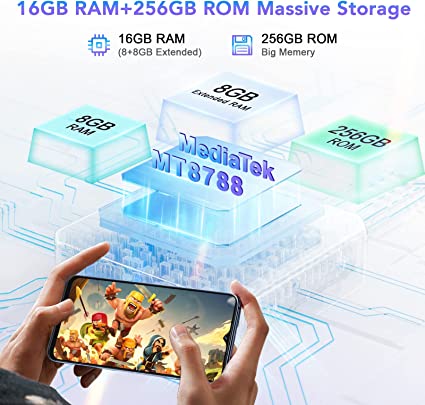 16GB RAM+256GB ROM Massive Storage
16GB RAM
(8+8GB Extended)
256GB ROM
Big Memery
8GB
RAM
8GB
Extended RAM
256GB
ROM
MediaTek
MT8788